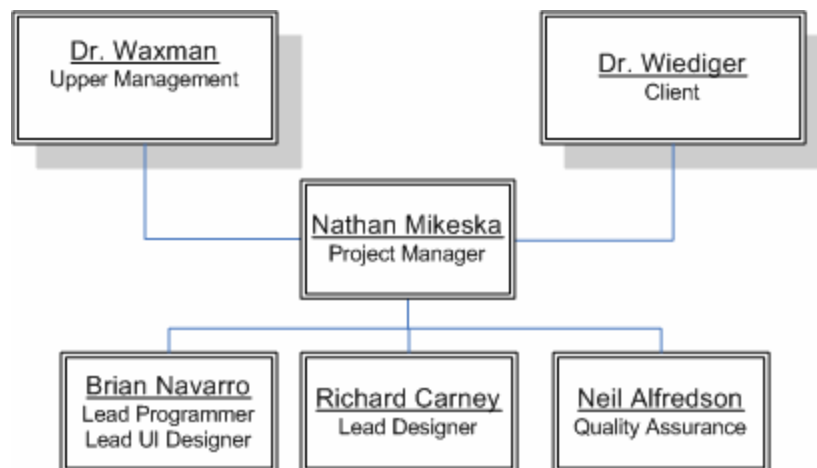 Dr. Waxman
Upper Management
Dr. Wiediger
Client
Nathan Mikeska
Project Manager
Brian Navarro
Lead Programmer
Lead UI Designer
Richard Carney
Lead Designer
Neil Alfredson
Quality Assurance